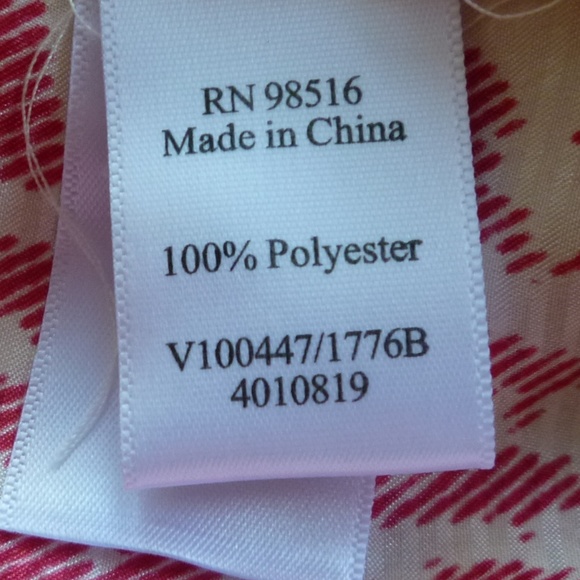 RN 98516
Made in China
100% Polyester
V100447/1776B
4010819